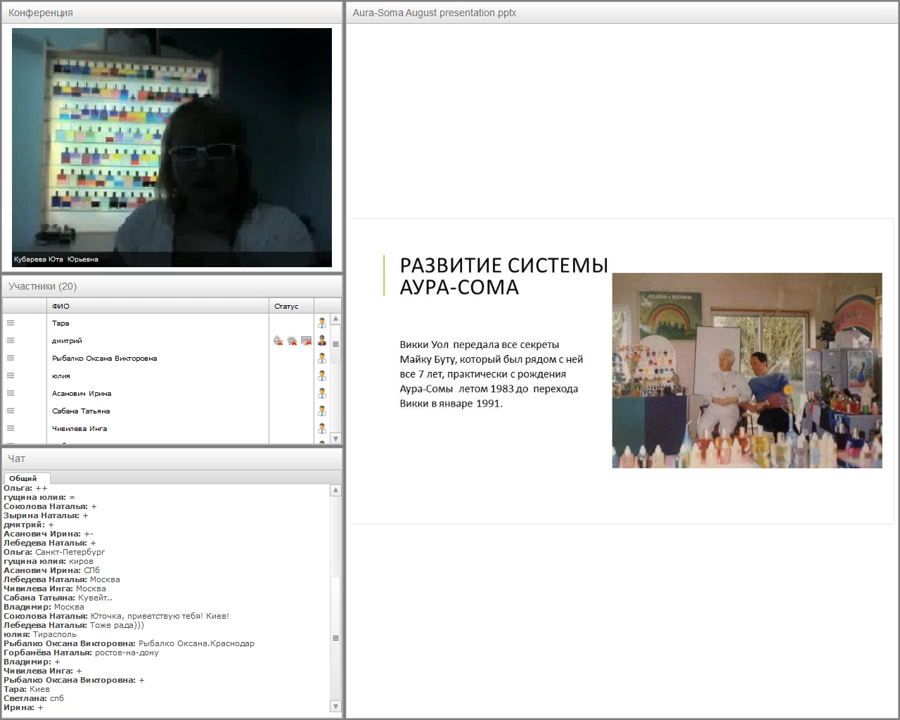 Конференция
Кубарева Юта Юрьевна
Участники (20)
ФИО
Статус
Тара
дмитрий
Рыбалко Оксана Викторовна
юлия
Асанович Ирина
Сабана Татьяна
Чивилева Инга
Чат
Общий
Ольга: ++
гущина юлия: =
Соколова Наталья: +
Зырина Наталья: +
дмитрий: +
Асанович Ирина: +-
Лебедева Наталья: +
Ольга: Санкт-Петербург
гущина юлия: киров
Асанович Ирина: СПб
Лебедева Наталья: Москва
Чивилева Инга: Москва
Сабана Татьяна: Кувейт..
Владимир: Москва
Соколова Наталья: Юточка, приветствую тебя! Киев!
Лебедева Наталья: Тоже рада)))
юлия: Тирасполь
Рыбалко Оксана Викторовна: Рыбалко Оксана.Краснодар
Горбанёва Наталья: ростов-на-дону
Владимир: +
Чивилева Инга: +
Рыбалко Оксана Викторовна: +
Тара: Киев
Светлана: спб
Ирина: +
Aura-Soma August presentation.pptx
РАЗВИТИЕ СИСТЕМЫ
АУРА-СОМА
Викки Уол передала все секреты
Майку Буту, который был рядом с ней
все 7 лет, практически с рождения
Аура-Сомы летом 1983 до перехода
Викки в январе 1991.
AURA-SOMA